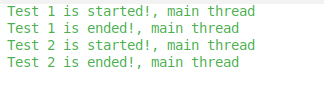 Test 1 is started!, main thread
Test 1 is ended!, main thread
Test 2 is started!, main thread
Test 2 is ended!, main thread